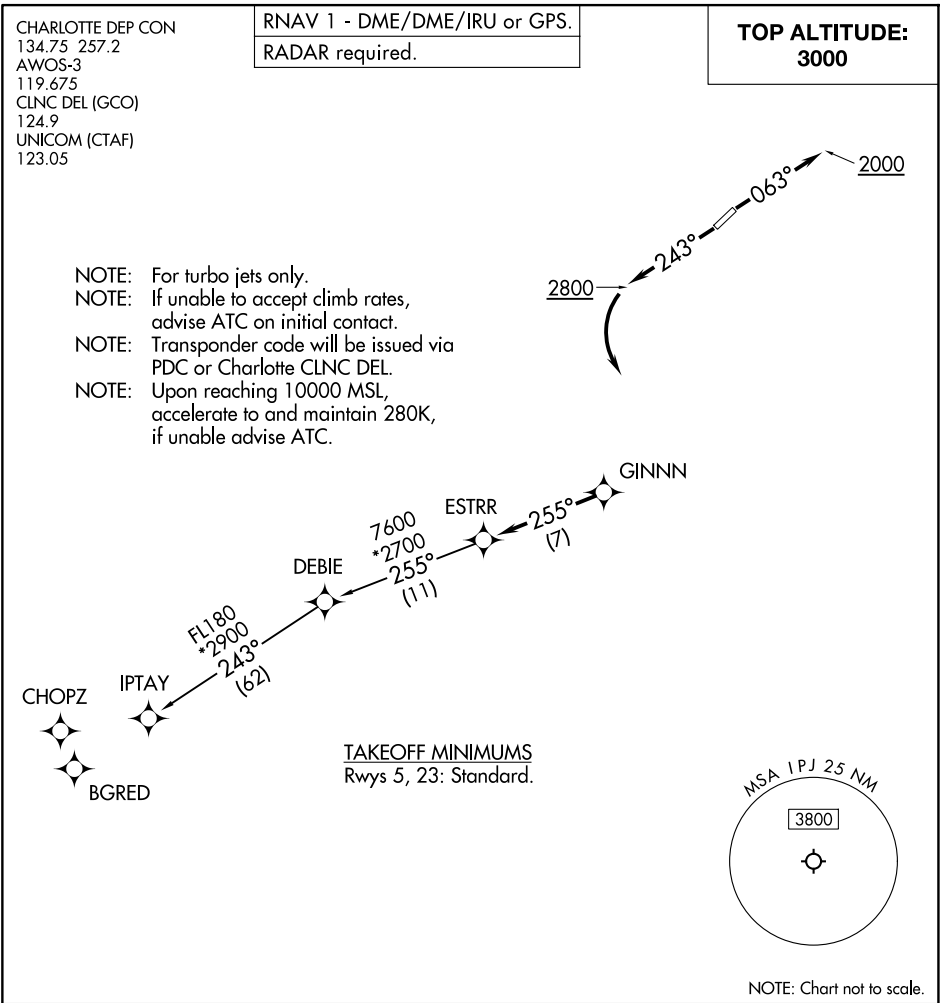 CHARLOTTE DEP CON
134.75 257.2
AWOS-3
119.675
CLNC DEL (GCO)
124.9
UNICOM (CTAF)
123.05
RNAV 1 - DME/DME/IRU or GPS.
RADAR required.
TOP ALTITUDE:
3000
063°
2000
243°
2800
NOTE: For turbo jets only.
NOTE: If unable to accept climb rates,
advise ATC on initial contact.
NOTE: Transponder code will be issued via
PDC or Charlotte CLNC DEL.
NOTE: Upon reaching 10000 MSL,
accelerate to and maintain 280K,
if unable advise ATC.
GINNN
255°
(7)
ESTRR
7600
*2700
255°
(11)
DEBIE
FL180
*2900
243°
(62)
IPTAY
CHOPZ
BGRED
TAKEOFF MINIMUMS
Rwys 5, 23: Standard.
MSA IPJ 25 NM
3800
NOTE: Chart not to scale.